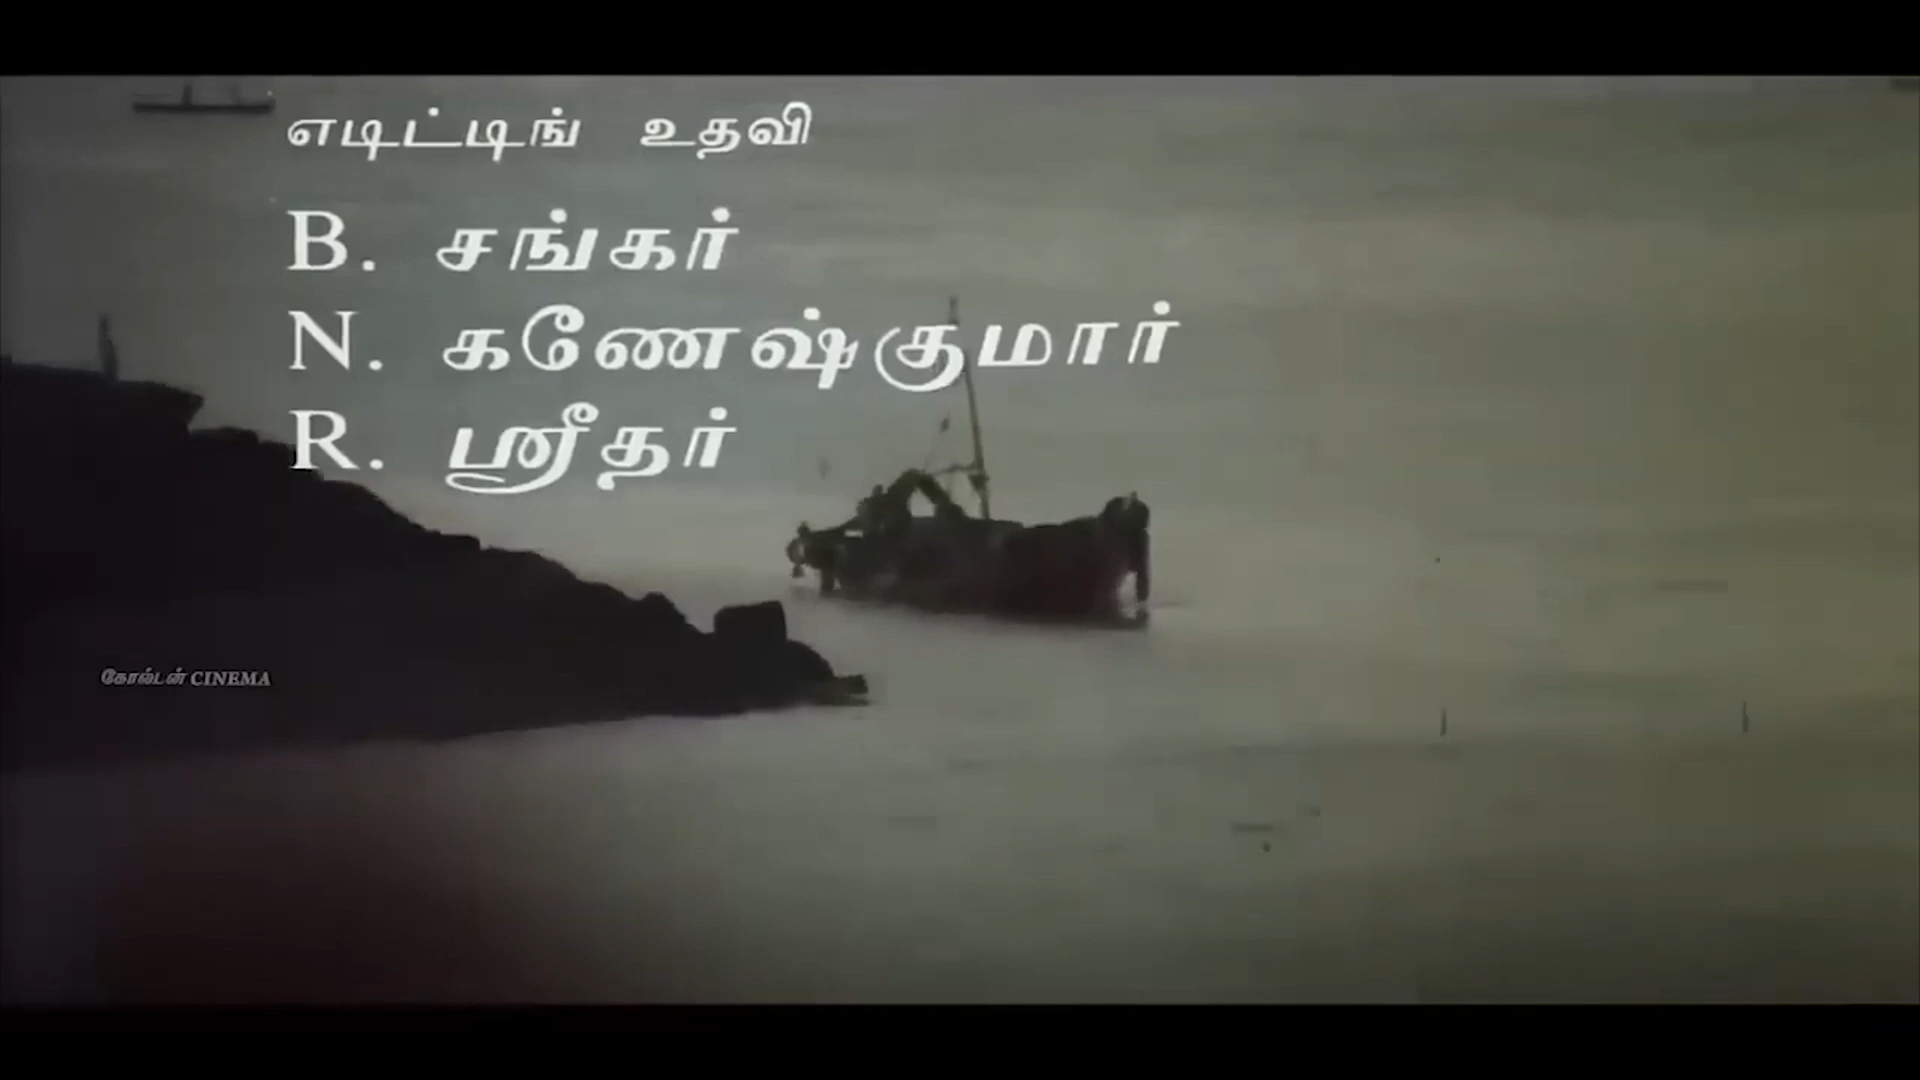 எடிட்டிங் உதவி
B. சங்கர்
N. கணேஷ்குமார்
R. ஸ்ரீதர்
கோல்டன் CINEMA